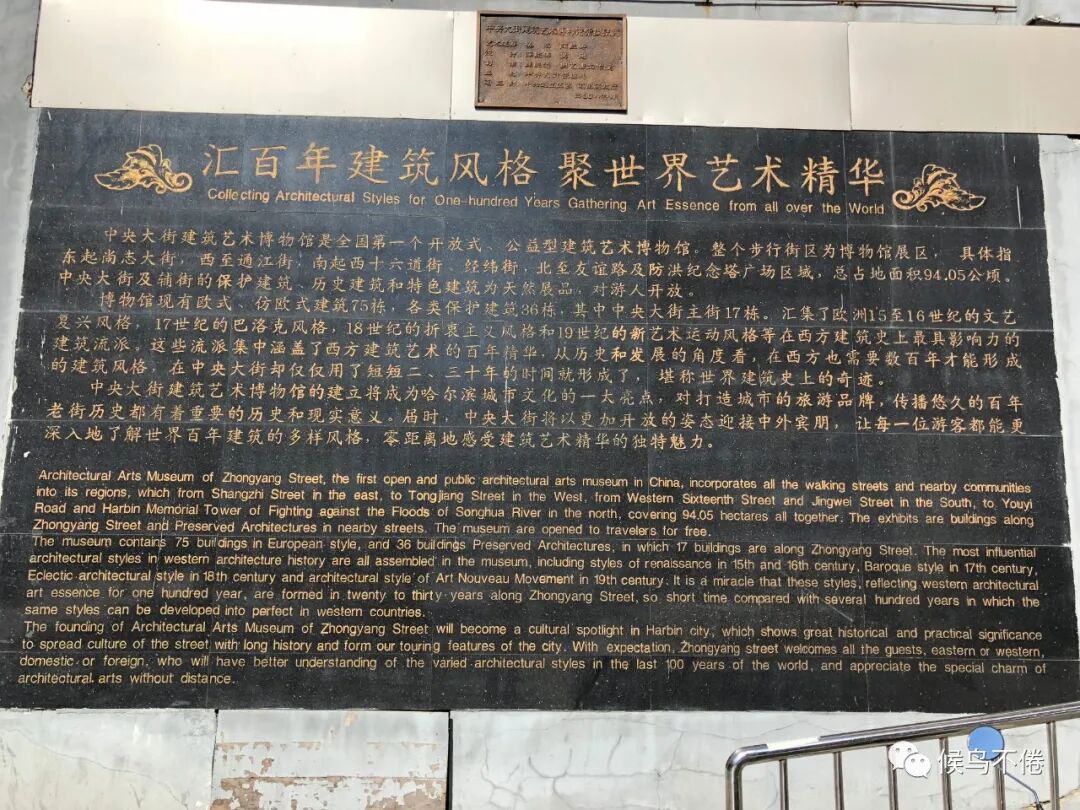 中央大街建筑艺术博物馆
汇百年建筑风格 聚世界艺术精华
Collecting Architectural Styles for One-hundred Years Gathering Art Essence from all over the World
中央大街建筑艺术博物馆是全国第一个开放式、公益型建筑艺术博物馆。整个步行街区为博物馆展区， 具体指
东起尚志大街，西至通江街，南起西十六道街、经纬街，北至友谊路及防洪纪念塔广场区域，总占地面积94.05公顷。
中央大街及辅街的保护建筑、历史建筑和特色建筑为天然展品，对游人开放。
博物馆现有欧式、仿欧式建筑75栋，各类保护建筑36栋，其中中央大街主街17栋。汇集了欧洲15至16世纪的文艺
复兴风格，17世纪的巴洛克风格，18世纪的折衷主义风格和19世纪的新艺术运动风格等在西方建筑史上最具影响力的
建筑流派。这些流派集中涵盖了西方建筑艺术的百年精华，从历史和发展的角度看，在西方也需要数百年才能形成
的建筑风格，在中央大街却仅仅用了短短二、三十年的时间就形成了，堪称世界建筑史上的奇迹。
中央大街建筑艺术博物馆的建立将成为哈尔滨城市文化的一大亮点，对打造城市的旅游品牌，传播悠久的百年
老街历史都有着重要的历史和现实意义。届时，中央大街将以更加开放的姿态迎接中外宾朋，让每一位游客都能更
深入地了解世界百年建筑的多样风格，零距离地感受建筑艺术精华的独特魅力。
Architectural Arts Museum of Zhongyang Street, the first open and public architectural arts museum in China, incorporates all the walking streets and nearby communities
into its regions, which from Shangzhi Street in the east, to Tongjiang Street in the West, from Western Sixteenth Street and Jingwei Street in the South, to Youyi
Road and Harbin Memorial Tower of Fighting against the Floods of Songhua River in the north, covering 94.05 hectares all together. The exhibits are buildings along
Zhongyang Street and Preserved Architectures in nearby streets. The museum are opened to travelers for free.
The museum contains 75 buildings in European style, and 36 buildings Preserved Architectures, in which 17 buildings are along Zhongyang Street. The most influential
architectural styles in western architecture history are all assembled in the museum, including styles of renaissance in 15th and 16th century, Baroque style in 17th century,
Eclectic architectural style in 18th century and architectural style of Art Nouveau Movement in 19th century. It is a miracle that these styles, reflecting western architectural
art essence for one hundred year, are formed in twenty to thirty years along Zhongyang Street, so short time compared with several hundred years in which the
same styles can be developed into perfect in western countries.
The founding of Architectural Arts Museum of Zhongyang Street will become a cultural spotlight in Harbin city, which shows great historical and practical significance
to spread culture of the street with long history and form our touring features of the city. With expectation, Zhongyang street welcomes all the guests, eastern or western,
domestic or foreign, who will have better understanding of the varied architectural styles in the last 100 years of the world, and appreciate the special charm of
architectural arts without distance.
候鸟不倦